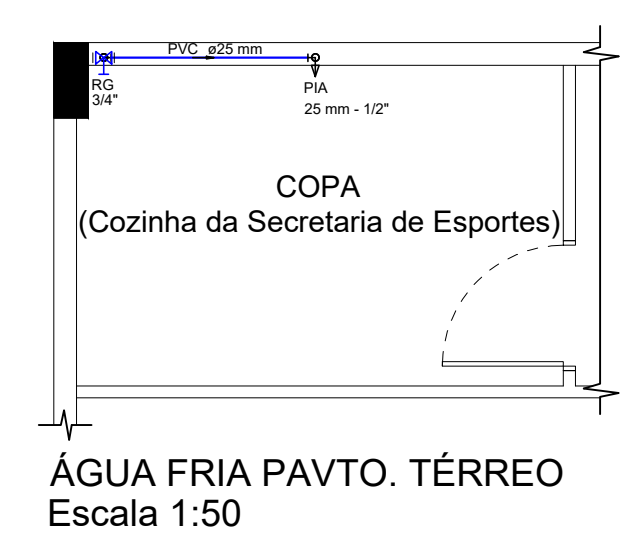 PVC ø25 mm
RG
3/4"
PIA
25 mm - 1/2"
COPA
(Cozinha da Secretaria de Esportes)
ÁGUA FRIA PAVTO. TÉRREO
Escala 1:50